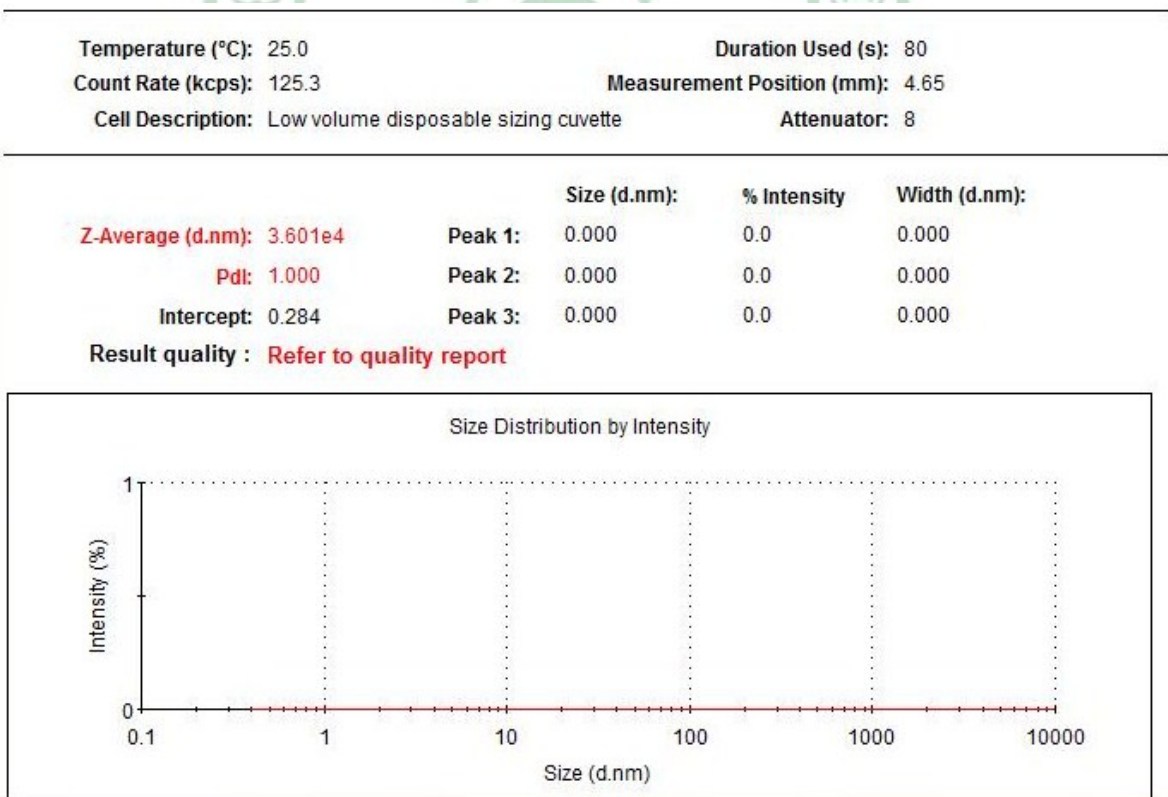 Temperature (ºC): 25.0 Duration Used (s): 80
Count Rate (kcps): 125.3 Measurement Position (mm): 4.65
Cell Description: Low volume disposable sizing cuvette Attenuator: 8
Size (d.nm): % Intensity Width (d.nm):
Z-Average (d.nm): 3.601e4 Peak 1: 0.000 0.0 0.000
PdI: 1.000 Peak 2: 0.000 0.0 0.000
Intercept: 0.284 Peak 3: 0.000 0.0 0.000
Result quality : Refer to quality report
Size Distribution by Intensity
1
Intensity (%)
0
0.1 1 10 100 1000 10000
Size (d.nm)